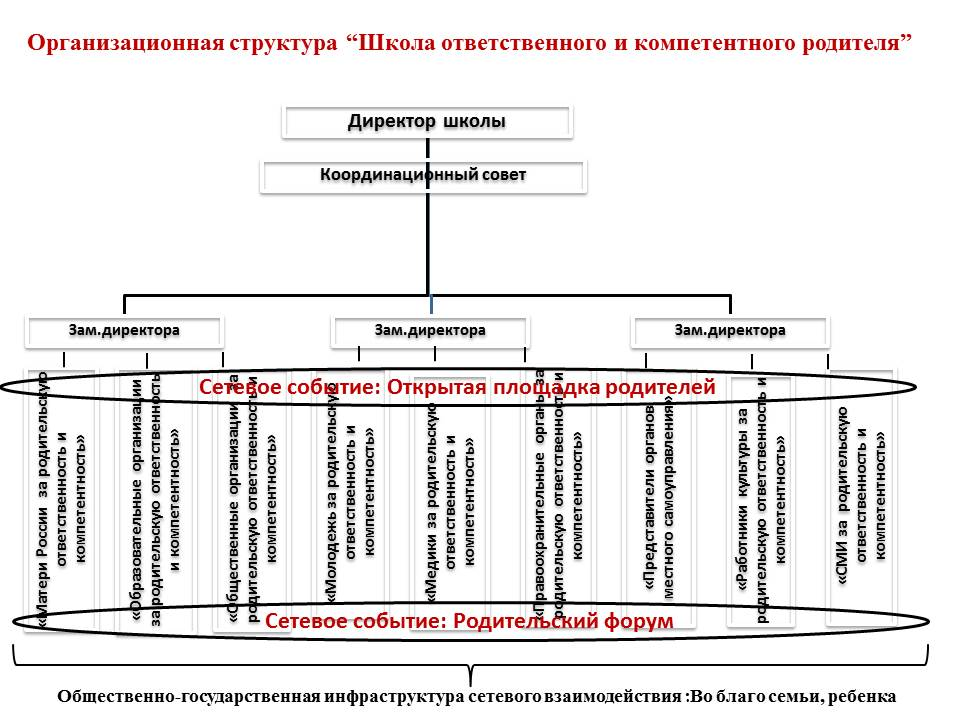 Организационная структура “Школа ответственного и компетентного родителя”
Директор школы
Координационный совет
Зам.директора
Зам.директора
Зам.директора
Сетевое событие: Открытая площадка родителей
«Матери России за родительскую
ответственность и
компетентность»
«Образовательные организации
за родительскую ответственность
и компетентность»
«Общественные организации за
родительскую ответственность и
компетентность»
«Молодежь за родительскую
ответственность и
компетентность»
«Медики за родительскую
ответственность и
компетентность»
«Правоохранительные органы за
родительскую ответственности и
компетентность»
«Представители органов
местного самоуправления»
«Работники культуры за
родительскую ответственность и
компетентность»
«СМИ за родительскую
ответственность и
компетентность»
Сетевое событие: Родительский форум
Общественно-государственная инфраструктура сетевого взаимодействия :Во благо семьи, ребенка